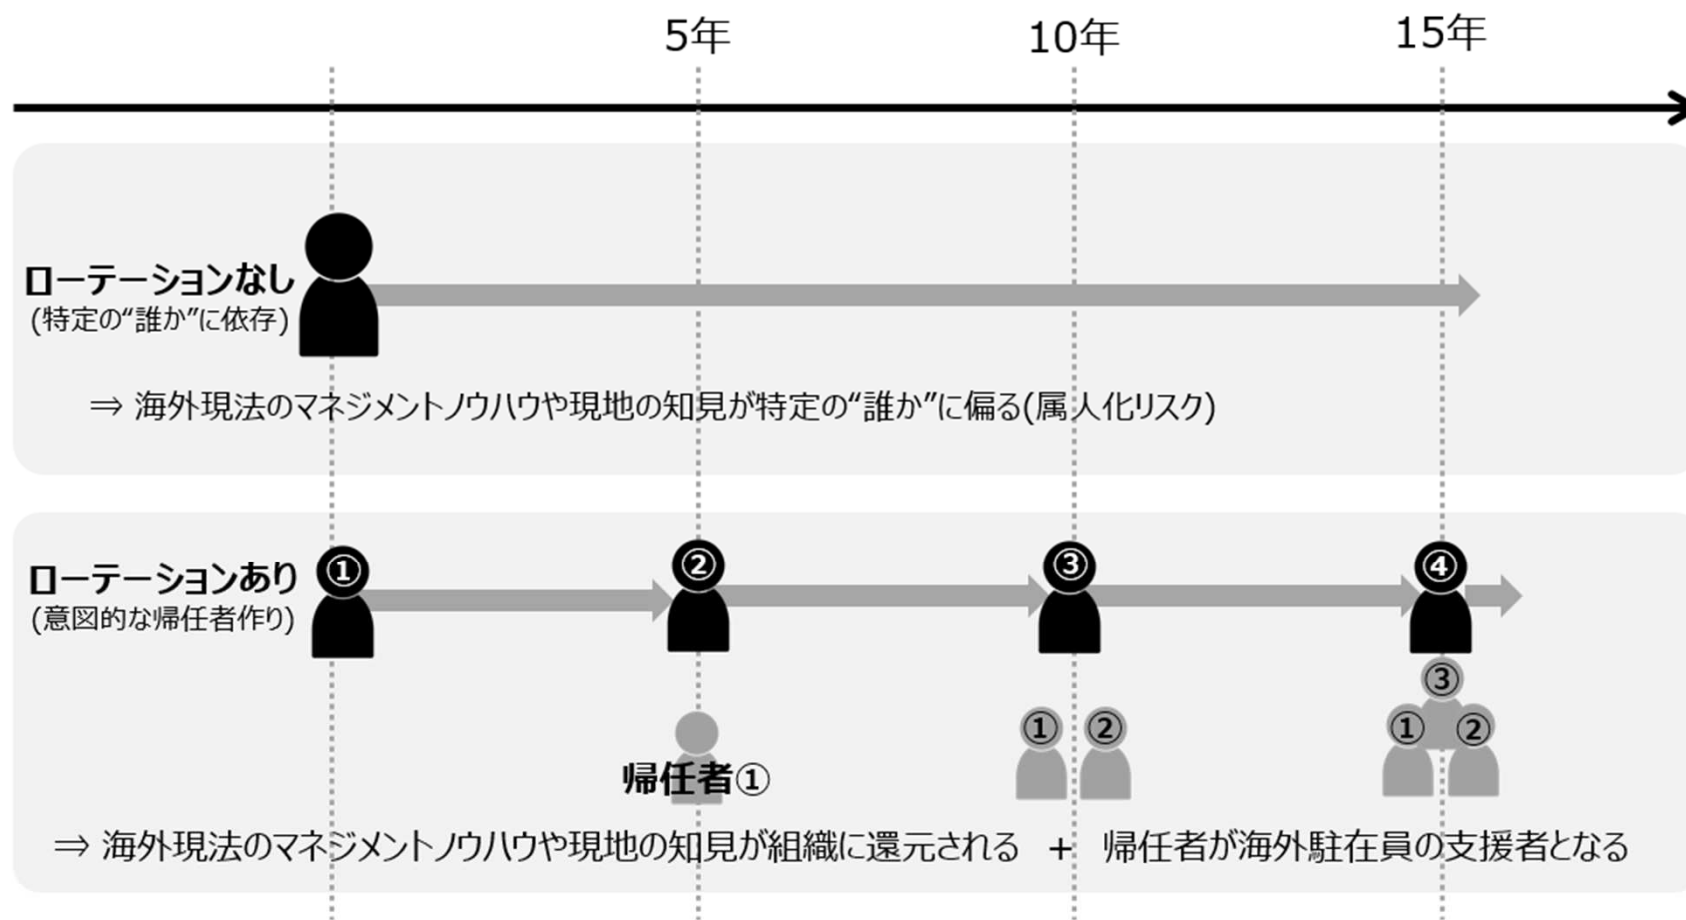 5年
10年
15年
ローテーションなし
(特定の“誰か”に依存)
⇒ 海外現法のマネジメントノウハウや現地の知見が特定の“誰か”に偏る(属人化リスク)
ローテーションあり
(意図的な帰任者作り)
①
②
③
④
帰任者①
①
②
③
①
②
⇒ 海外現法のマネジメントノウハウや現地の知見が組織に還元される + 帰任者が海外駐在員の支援者となる